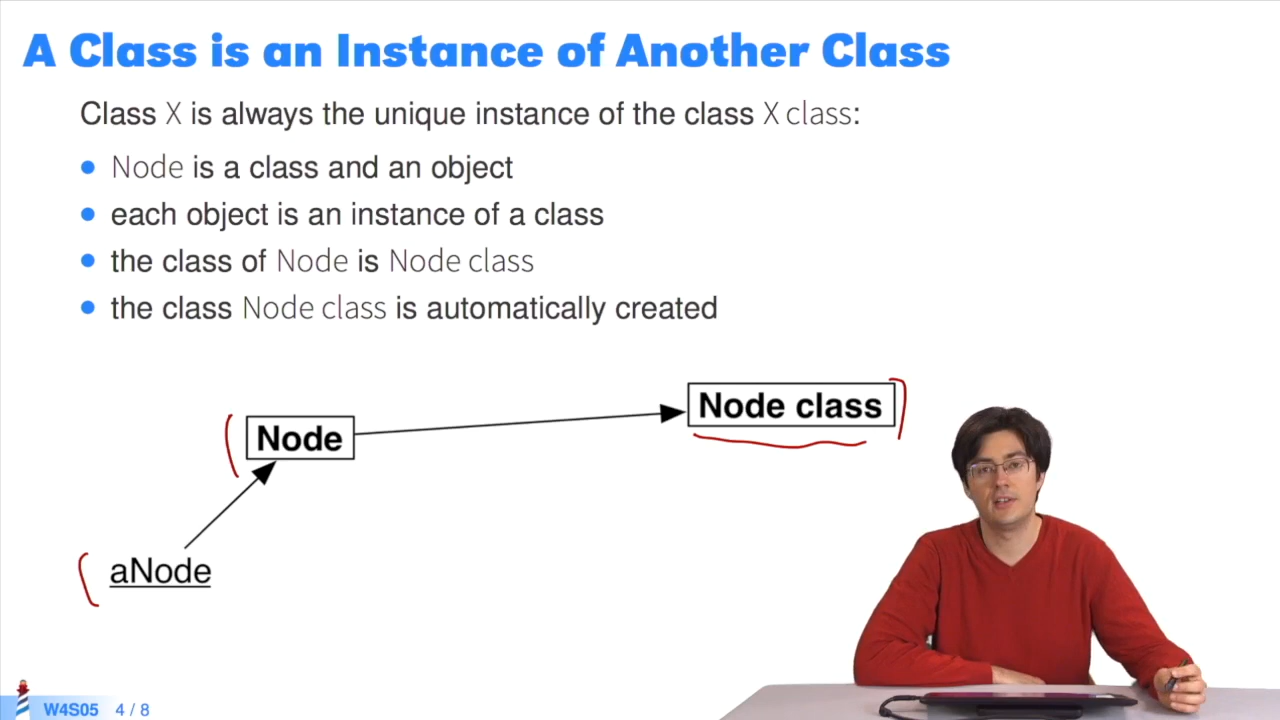 A Class is an Instance of Another Class
Class X is always the unique instance of the class X class:
Node is a class and an object
each object is an instance of a class
the class of Node is Node class
the class Node class is automatically created
Node class
Node
aNode
W4S05 4 / 8